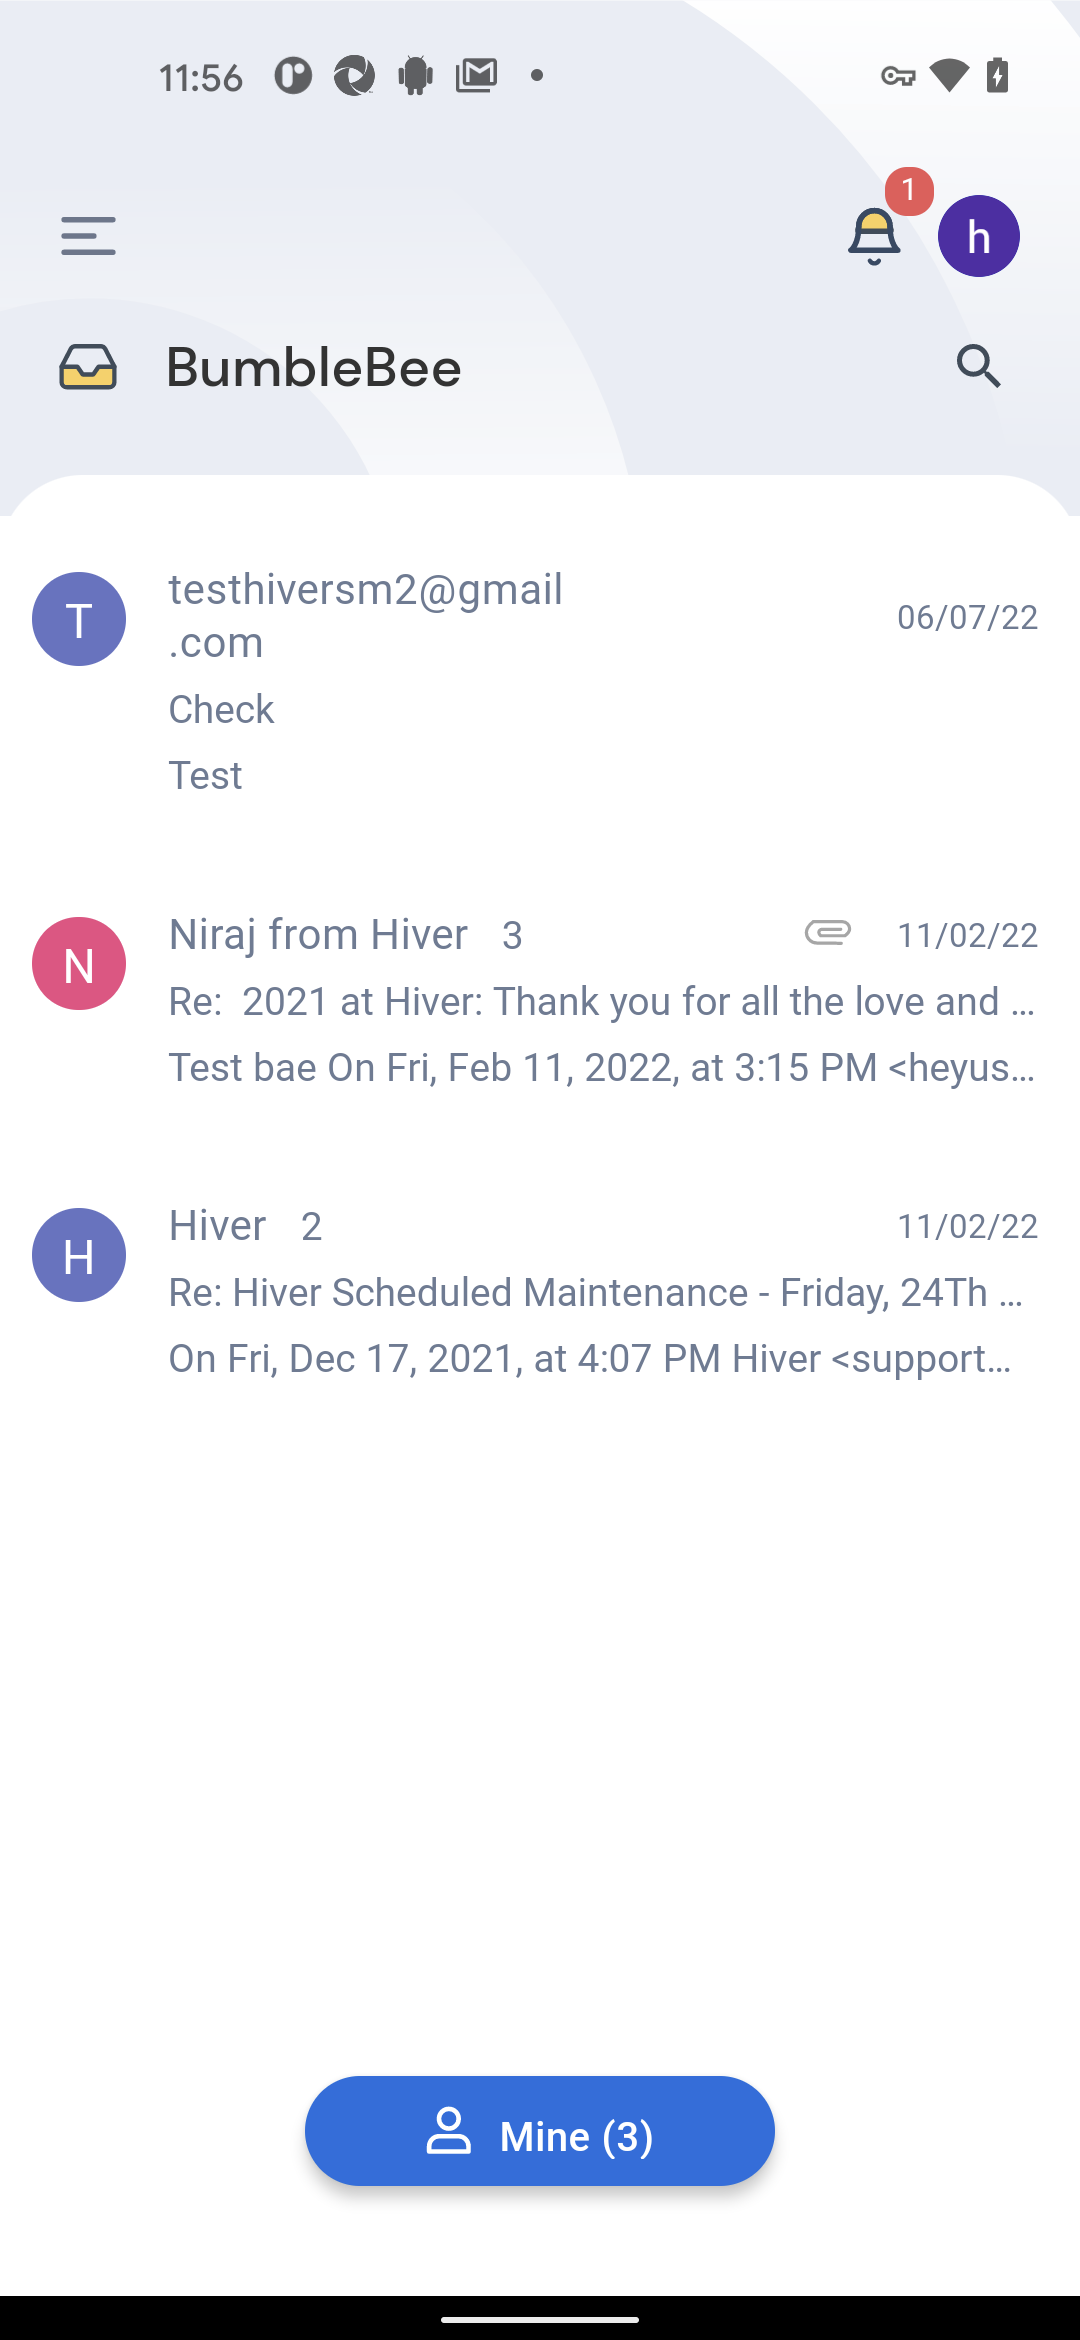 11:56
1
h
BumbleBee
T
testhiversm2@gmail
.com
06/07/22
Check
Test
N
Niraj from Hiver 3
11/02/22
Re:  2021 at Hiver: Thank you for all the love and ...
Test bae On Fri, Feb 11, 2022, at 3:15 PM <heyus...
H
Hiver 2
11/02/22
Re: Hiver Scheduled Maintenance - Friday, 24Th ...
On Fri, Dec 17, 2021, at 4:07 PM Hiver <support...
Mine (3)